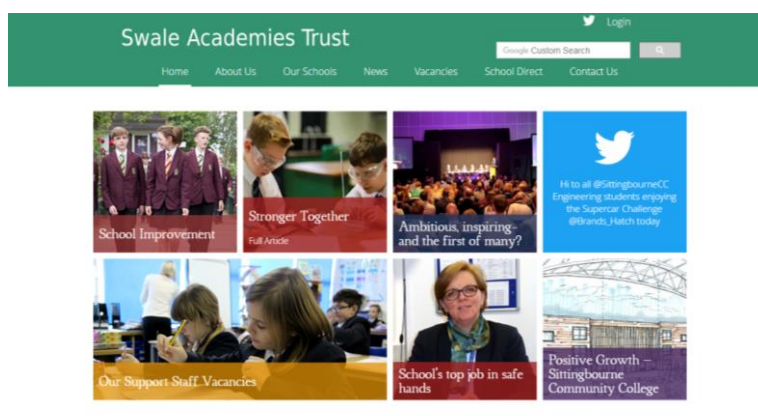 Login
Swale Academies Trust
Google Custom Search
Home About Us Our Schools News Vacancies School Direct Contact Us
School Improvement
Stronger Together
Full Article
Ambitious, inspiring-
and the first of many?
Hi to all @SittingbourneCC
Engineering students enjoying
the Supercar Challenge
@Brands_Hatch today
Our Support Staff Vacancies
School's top job in safe
hands
Positive Growth –
Sittingbourne
Community College